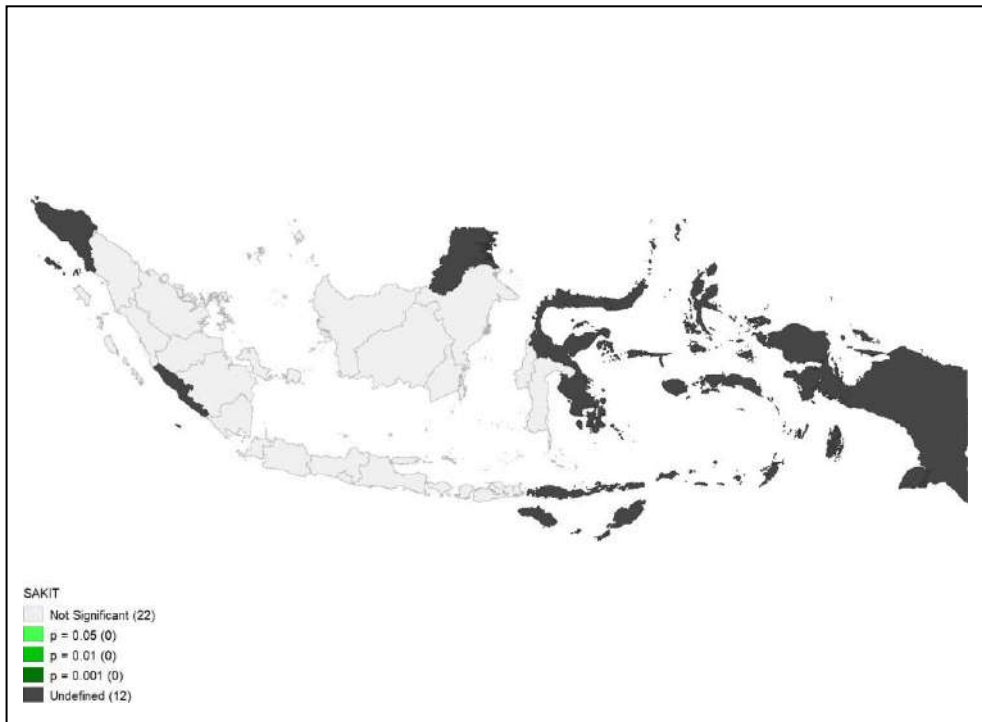 SAKIT
Not Significant (22)
p = 0.05 (0)
p = 0.01 (0)
p = 0.001 (0)
Undefined (12)